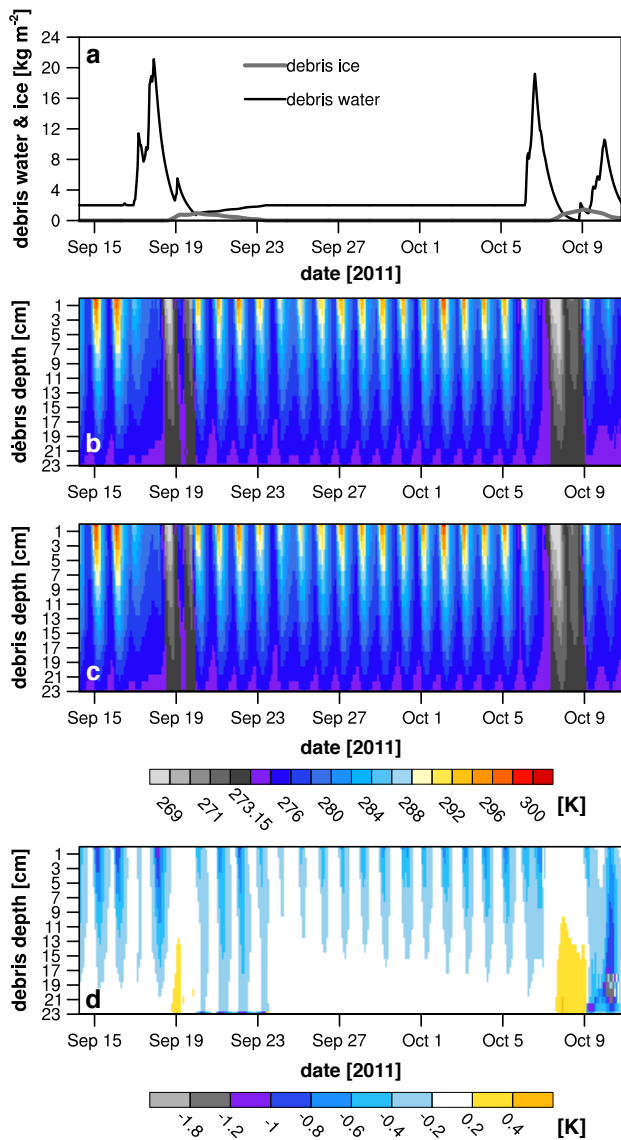 debris water & ice [kg m-2]
24
20
16
12
8
4
0
a
debris ice
debris water
Sep 15 Sep 19 Sep 23 Sep 27 Oct 1 Oct 5 Oct 9
date [2011]
debris depth [cm]
1
3
5
7
9
11
13
15
17
19
21
23
b
Sep 15 Sep 19 Sep 23 Sep 27 Oct 1 Oct 5 Oct 9
date [2011]
debris depth [cm]
1
3
5
7
9
11
13
15
17
19
21
23
c
Sep 15 Sep 19 Sep 23 Sep 27 Oct 1 Oct 5 Oct 9
date [2011]
269 271 273.15 276 280 284 288 292 296 300 [K]
debris depth [cm]
1
3
5
7
9
11
13
15
17
19
21
23
d
Sep 15 Sep 19 Sep 23 Sep 27 Oct 1 Oct 5 Oct 9
date [2011]
-1.8 -1.2 -1 -0.8 -0.6 -0.4 -0.2 0.2 0.4 [K]